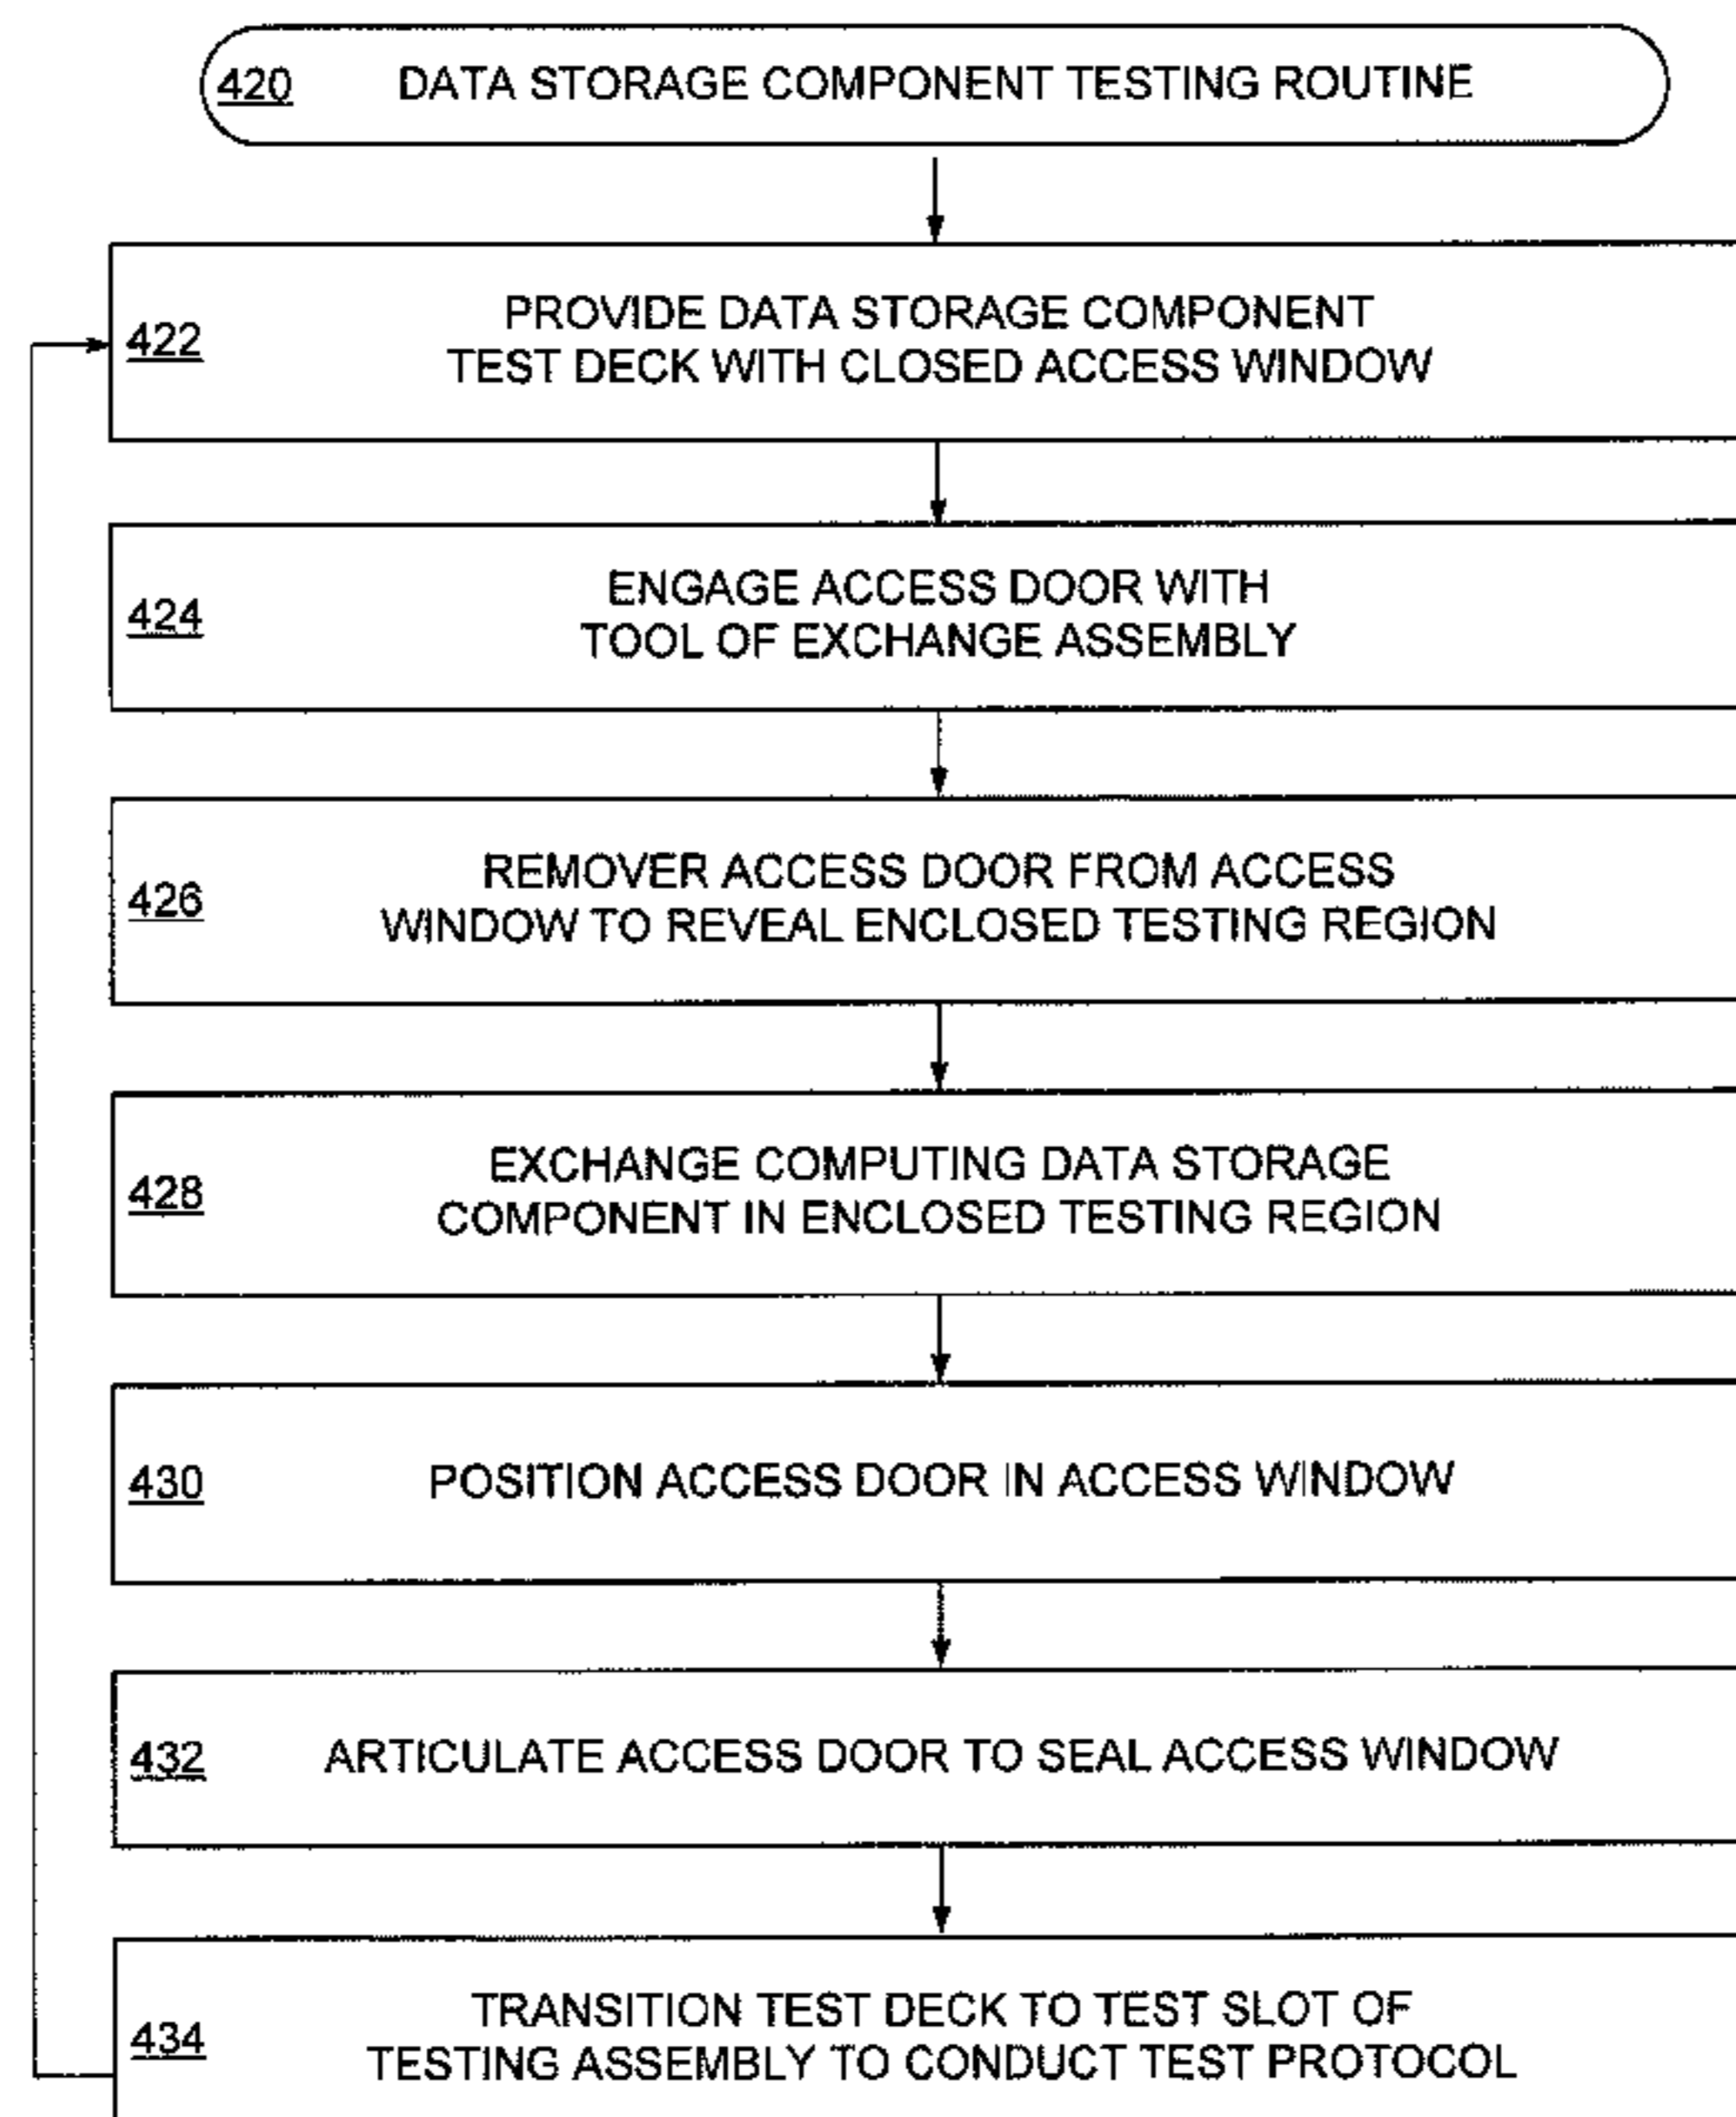 420 DATA STORAGE COMPONENT TESTING ROUTINE
422
PROVIDE DATA STORAGE COMPONENT
TEST DECK WITH CLOSED ACCESS WINDOW
424
ENGAGE ACCESS DOOR WITH
TOOL OF EXCHANGE ASSEMBLY
426
REMOVER ACCESS DOOR FROM ACCESS
WINDOW TO REVEAL ENCLOSED TESTING REGION
428
EXCHANGE COMPUTING DATA STORAGE
COMPONENT IN ENCLOSED TESTING REGION
430 POSITION ACCESS DOOR IN ACCESS WINDOW
432 ARTICULATE ACCESS DOOR TO SEAL ACCESS WINDOW
434
TRANSITION TEST DECK TO TEST SLOT OF
TESTING ASSEMBLY TO CONDUCT TEST PROTOCOL